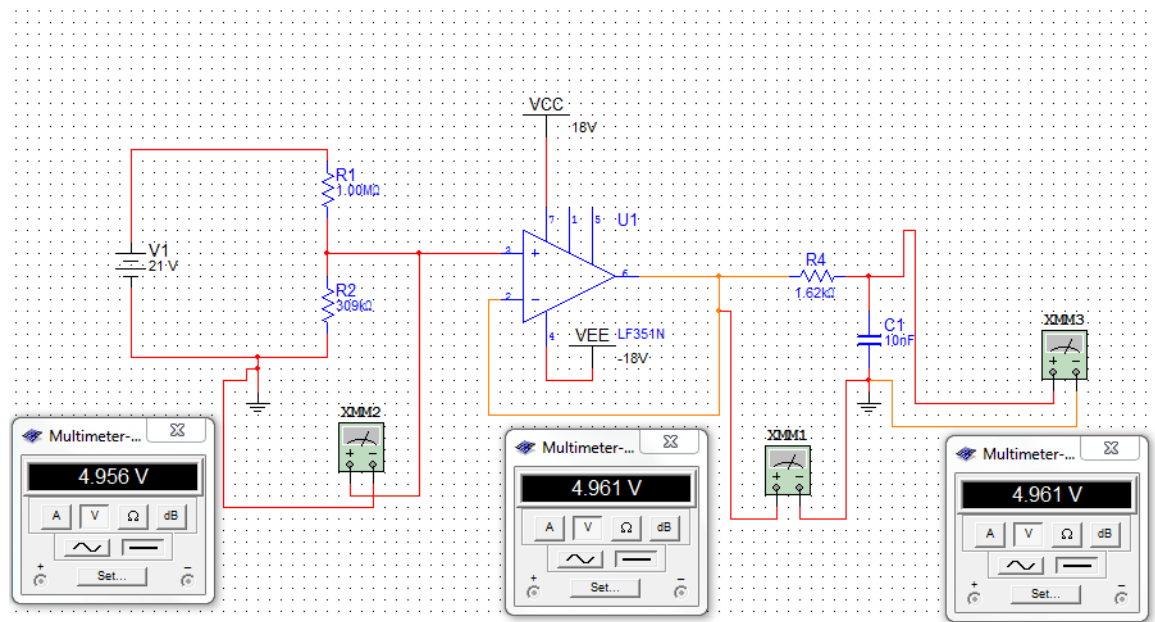 VCC
18V
7
1
5
U1
R1
1.00MΩ
V1
21 V
3
+
6
R4
1.62kΩ
R2
309kΩ
2
−
4
VEE
LF351N
-18V
C1
10nF
XMM3
+ −
XMM2
+ −
XMM1
+ −
Multimeter-...
4.956 V
A V Ω dB
Set...
+ −
Multimeter-...
4.961 V
A V Ω dB
Set...
+ −
Multimeter-...
4.961 V
A V Ω dB
Set...
+ −